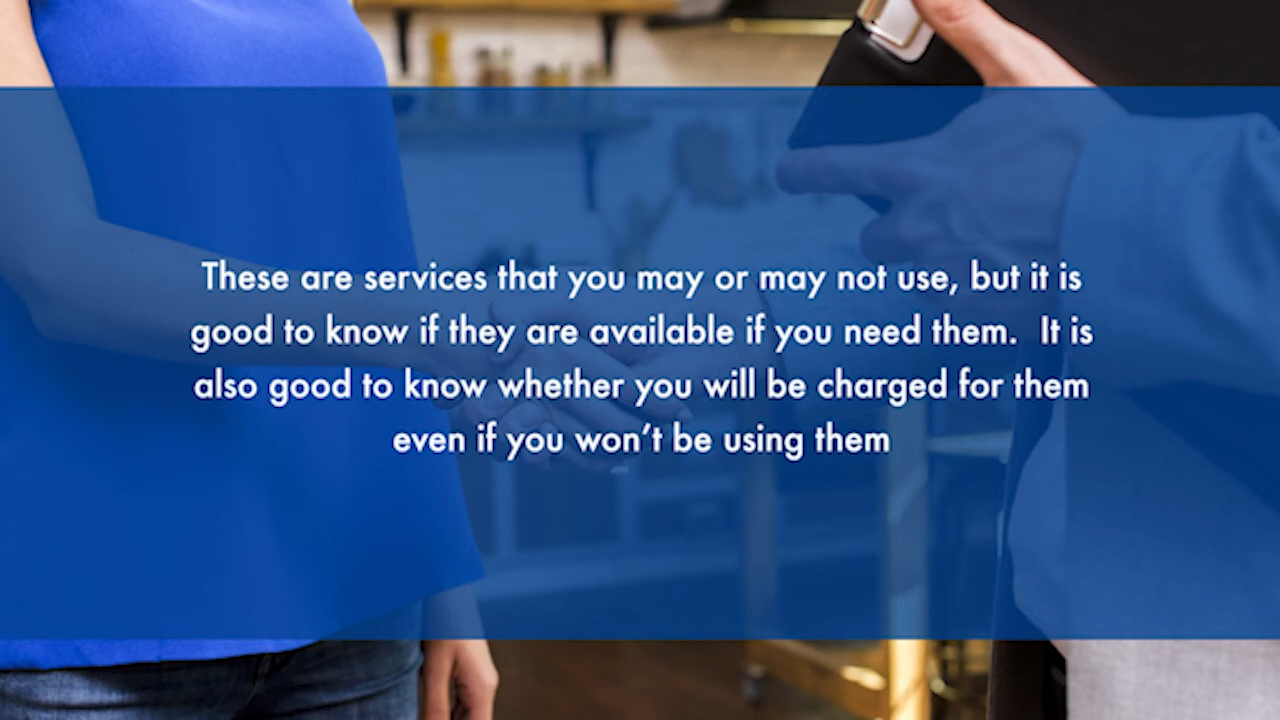 These are services that you may or may not use, but it is
good to know if they are available if you need them.  It is
also good to know whether you will be charged for them
even if you won’t be using them